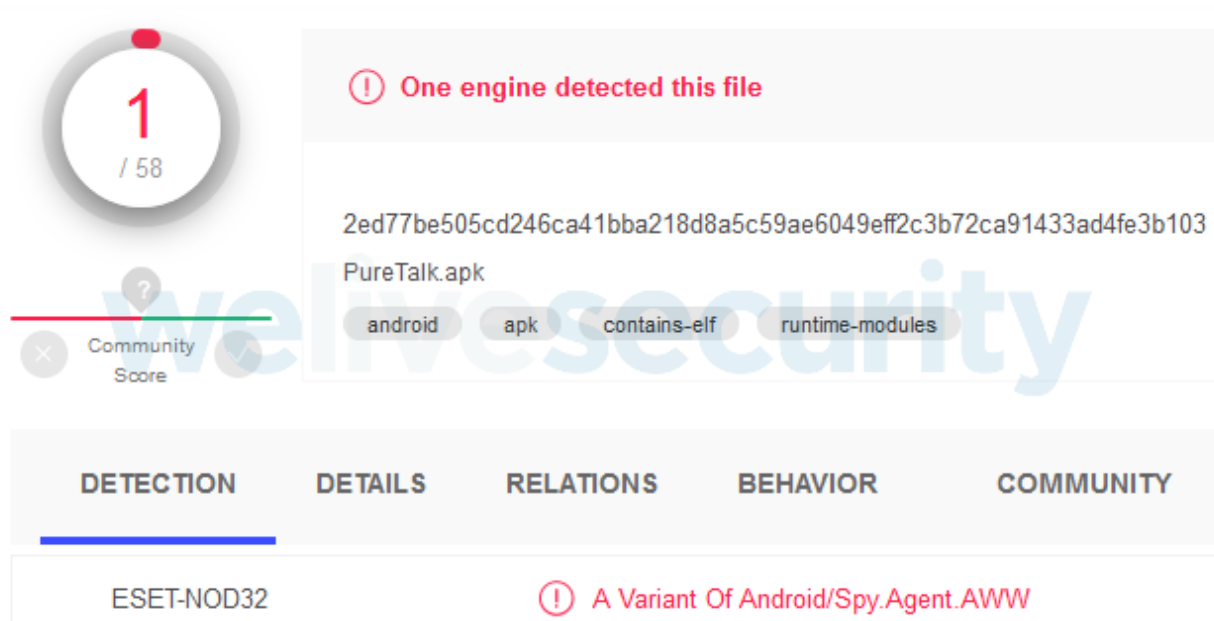 1
/ 58
One engine detected this file
2ed77be505cd246ca41bba218d8a5c59ae6049eff2c3b72ca91433ad4fe3b103
PureTalk.apk
android apk contains-elf runtime-modules
?
Community
Score
welivesecurity
DETECTION DETAILS RELATIONS BEHAVIOR COMMUNITY
ESET-NOD32 A Variant Of Android/Spy.Agent.AWW